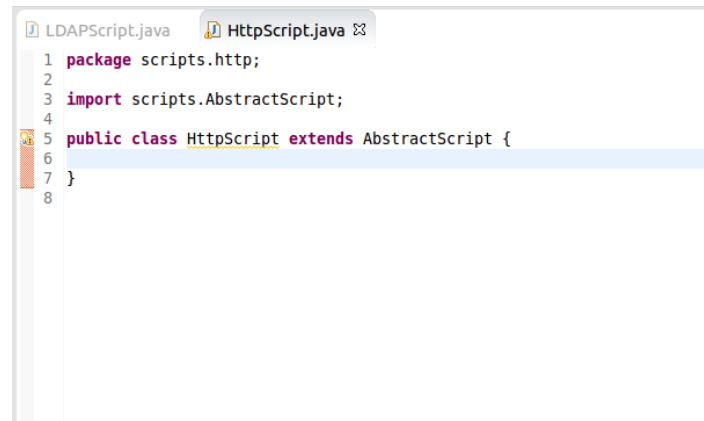 LDAPScript.java HttpScript.java
1 package scripts.http;
2
3 import scripts.AbstractScript;
4
5 public class HttpScript extends AbstractScript {
6
7 }
8